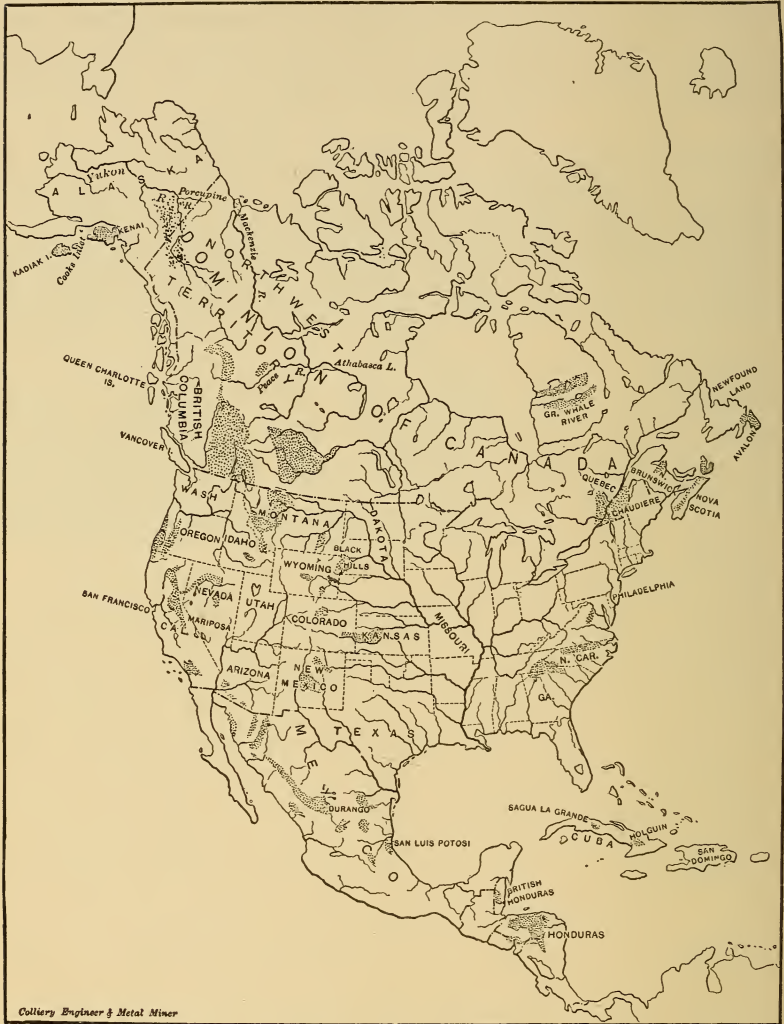 ALASKA
Yukon
R.
Porcupine
R.
Mackenzie
R.
KENAI
KADIAK I.
Cooks Inlet
NORTHWEST
TERRITORY
DOMINION OF CANADA
Athabasca L.
Peace R.
QUEEN CHARLOTTE
IS.
BRITISH
COLUMBIA
VANCOVER I.
GR. WHALE
RIVER
NEWFOUND
LAND
AVALON
QUEBEC
N.
BRUNSWICK
CHAUDIERE
NOVA
SCOTIA
WASH
MONTANA
DAKOTA
OREGON
IDAHO
WYOMING
BLACK
HILLS
NEVADA
UTAH
SAN FRANCISCO
MARIPOSA
CAL
COLORADO
KANSAS
MISSOURI
PHILADELPHIA
ARIZONA
NEW
MEXICO
N. CAR.
GA.
TEXAS
MEXICO
DURANGO
SAN LUIS POTOSI
SAGUA LA GRANDE
HOLGUIN
CUBA
SAN
DOMINGO
BRITISH
HONDURAS
HONDURAS
Colliery Engineer & Metal Miner